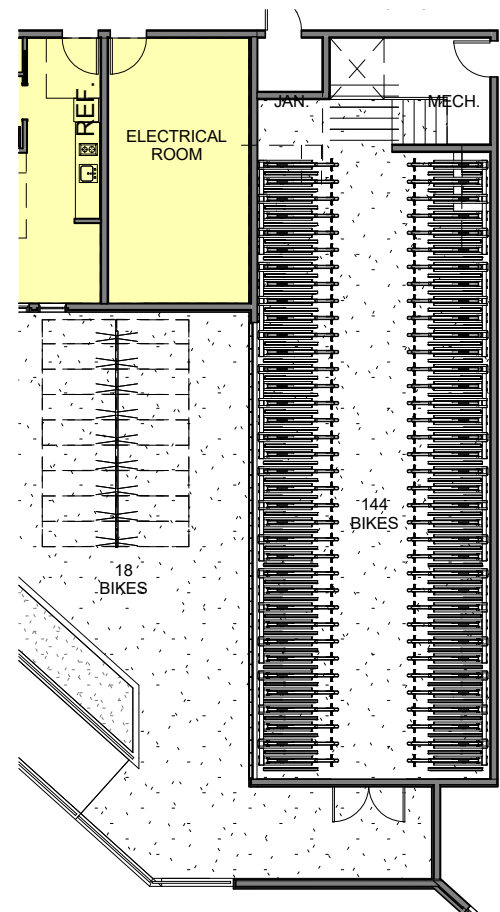 JAN.
MECH.
REF.
ELECTRICAL
ROOM
144
BIKES
18
BIKES